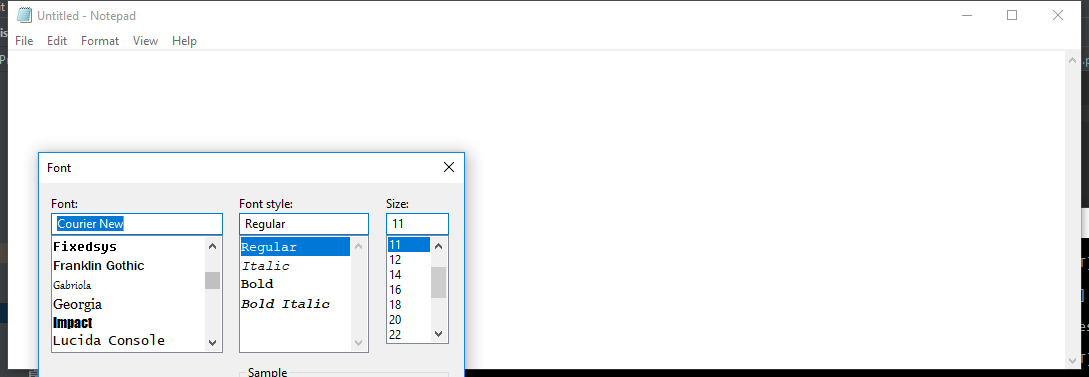 Untitled - Notepad
File Edit Format View Help
Font
Font: Font style: Size:
Courier New Regular 11
Fixedsys Regular 11
Franklin Gothic Italic 12
Gabriola Bold 14
Georgia Bold Italic 16
Impact 18
Lucida Console 20
22
Sample